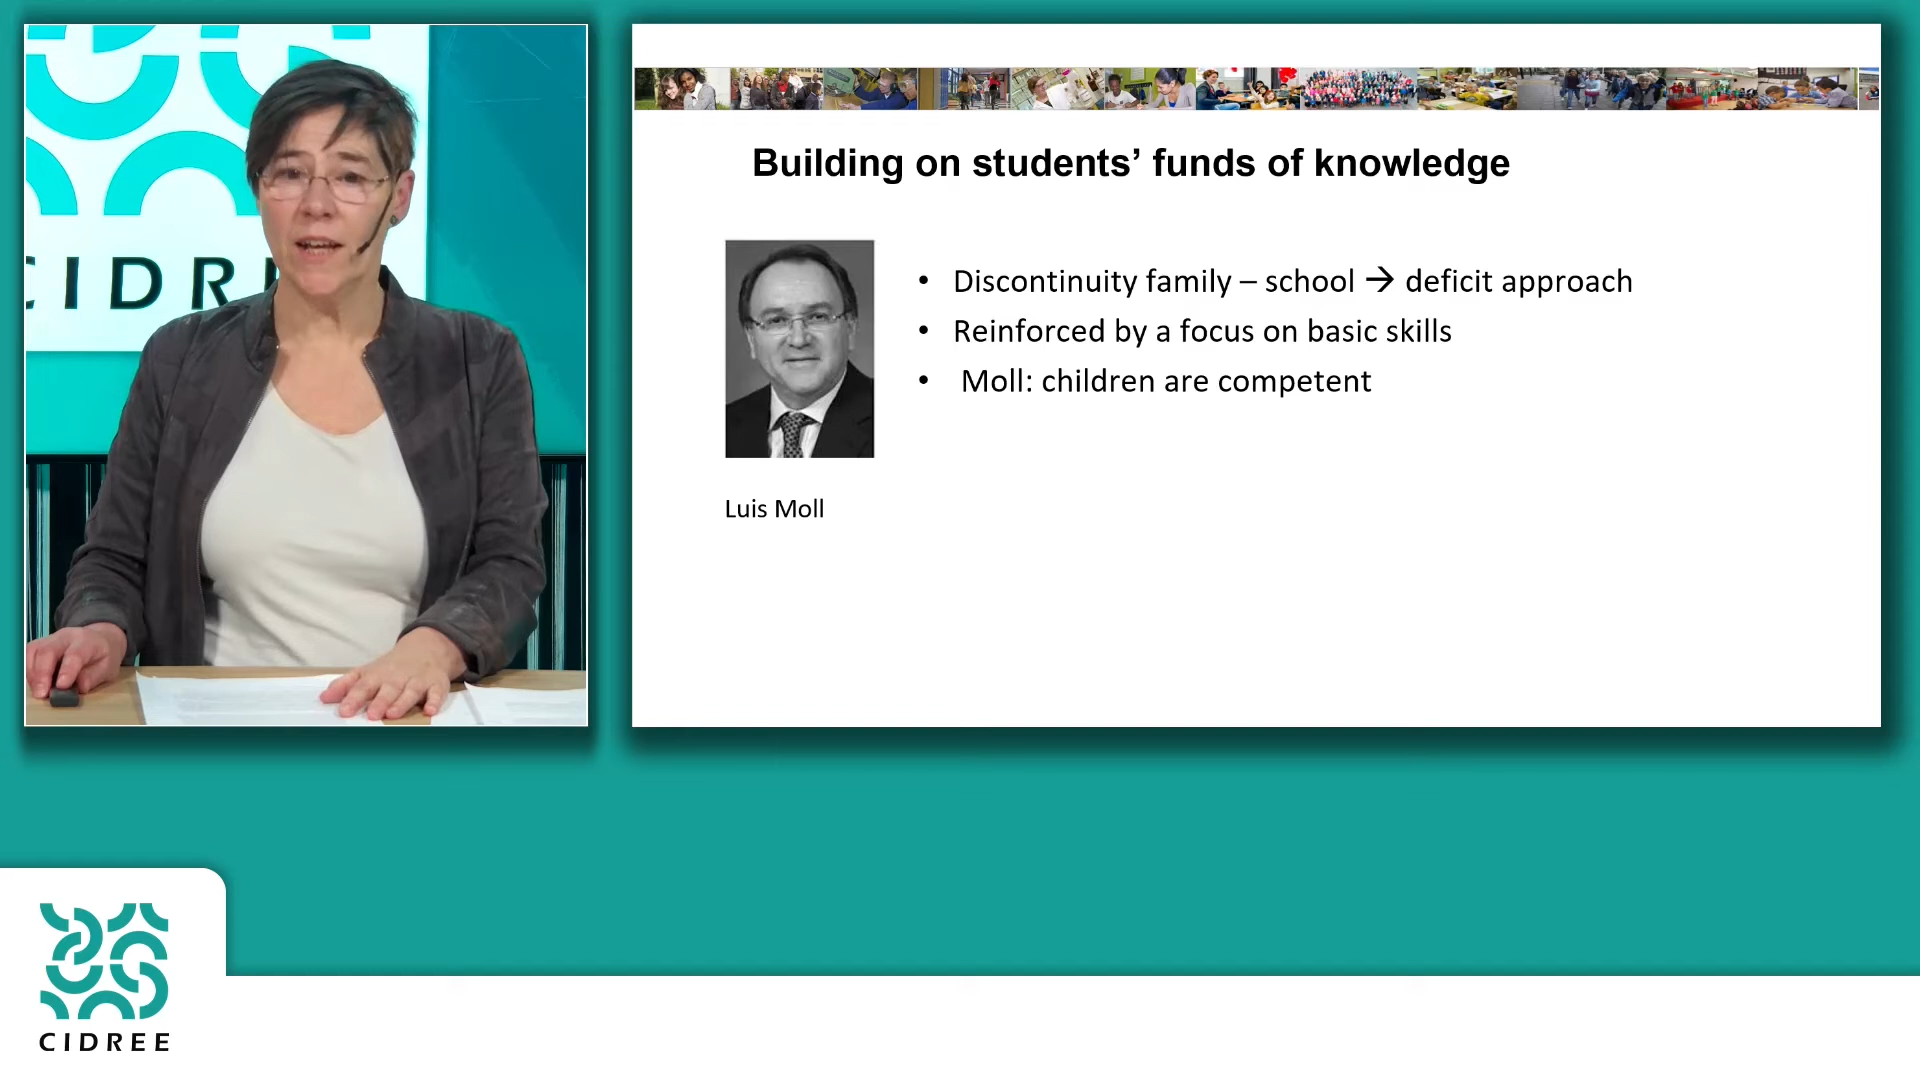 CIDR
Building on students’ funds of knowledge
• Discontinuity family – school → deficit approach
• Reinforced by a focus on basic skills
• Moll: children are competent
Luis Moll
CIDREE